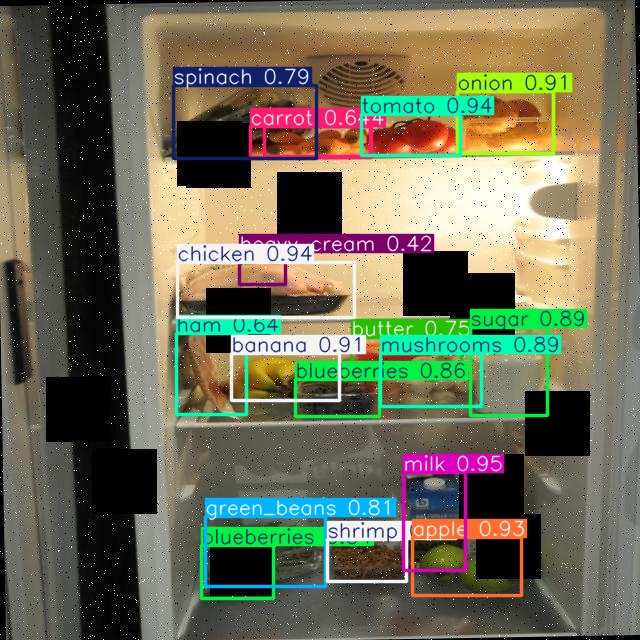 spinach 0.79
onion 0.91
tomato 0.94
carrot 0.6
heavy_cream 0.42
chicken 0.94
sugar 0.89
ham 0.64
butter 0.75
banana 0.91
mushrooms 0.89
blueberries 0.86
milk 0.95
green_beans 0.81
shrimp
apple 0.93
blueberries